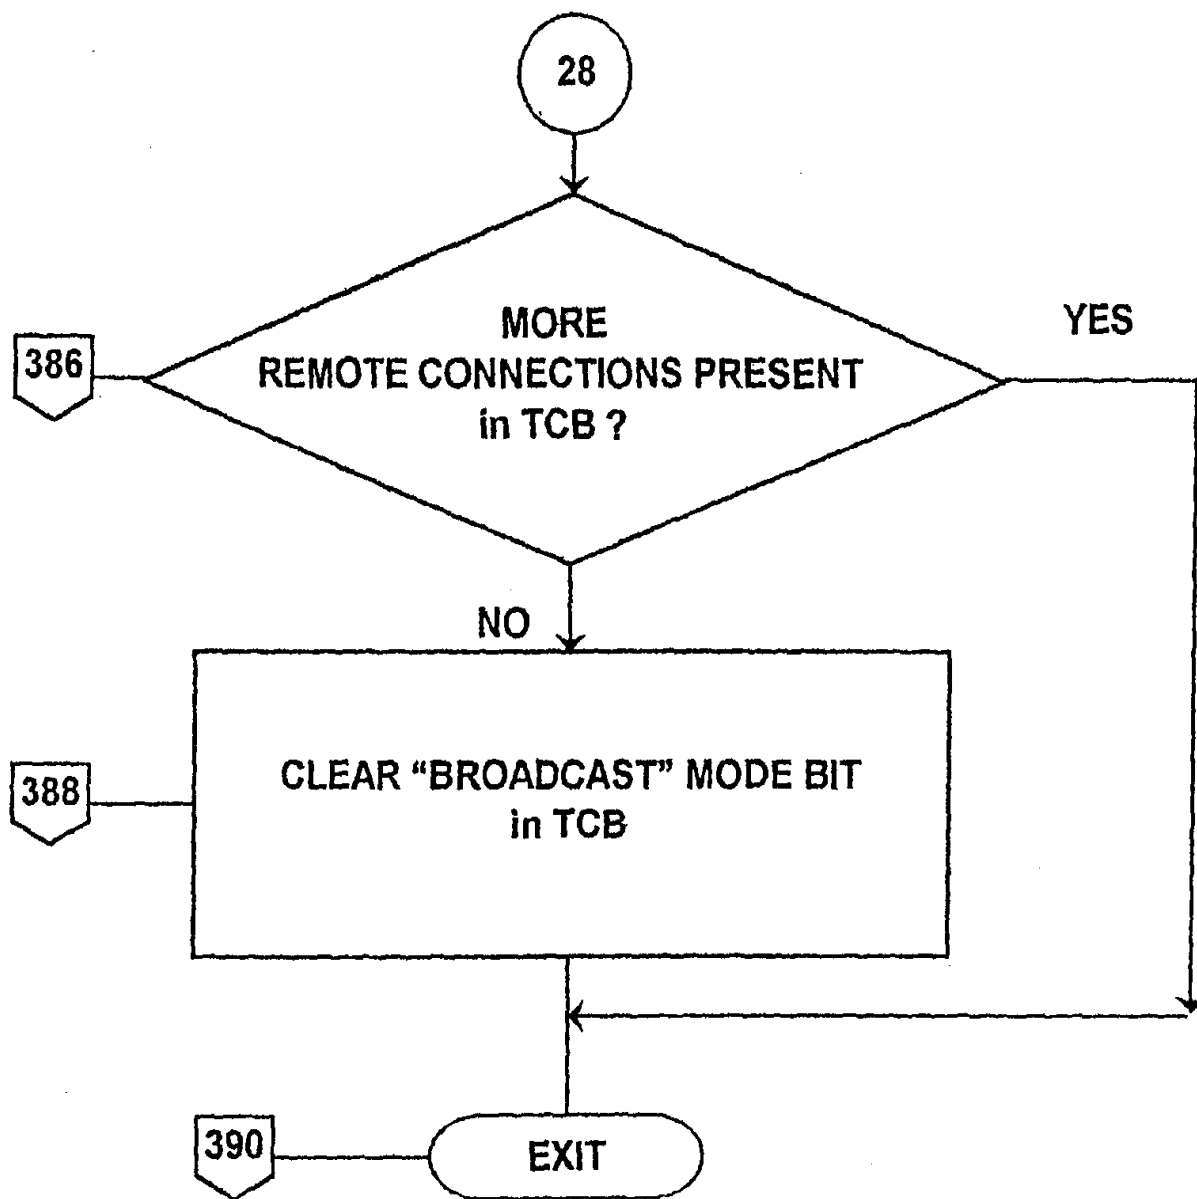 28
MORE
REMOTE CONNECTIONS PRESENT
in TCB ?
YES
386
NO
CLEAR “BROADCAST” MODE BIT
in TCB
388
390
EXIT